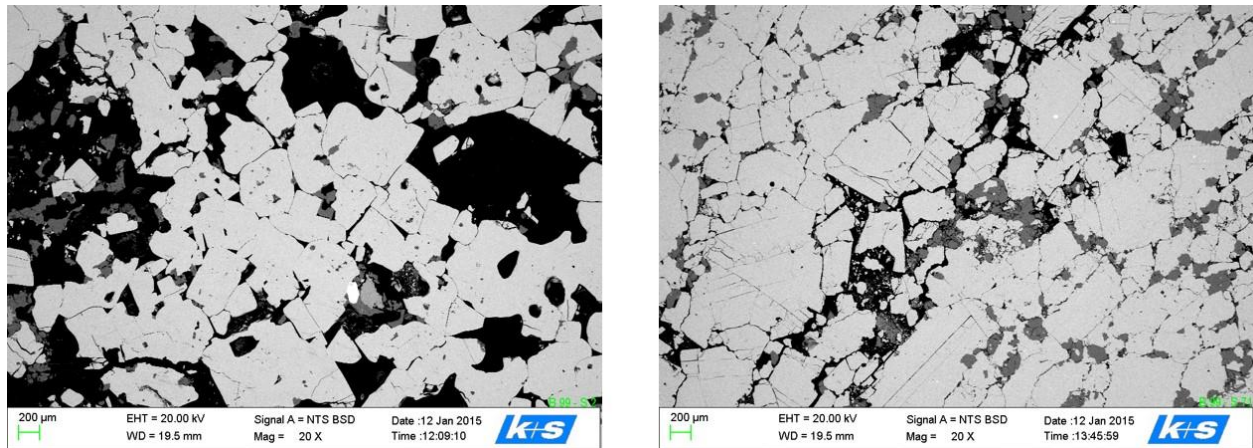 B 99 - S 2
200 µm
EHT = 20.00 kV
WD = 19.5 mm
Signal A = NTS BSD
Mag = 20 X
Date :12 Jan 2015
Time :12:09:10
k+s
200 µm
EHT = 20.00 kV
WD = 19.5 mm
Signal A = NTS BSD
Mag = 20 X
Date :12 Jan 2015
Time :13:45:59
k+s